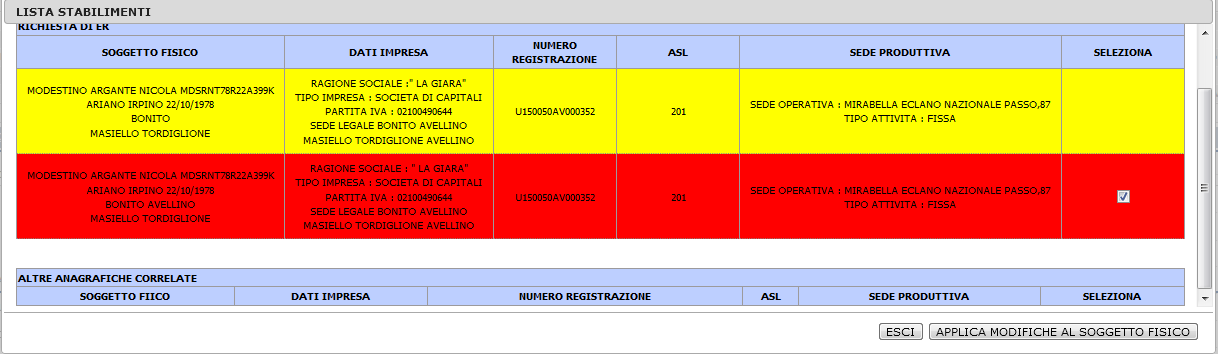 LISTA STABILIMENTI
RICHIESTA DI ER
SOGGETTO FISICO
DATI IMPRESA
NUMERO
REGISTRAZIONE
ASL
SEDE PRODUTTIVA
SELEZIONA
MODESTINO ARGANTE NICOLA MDSRNT78R22A399K
ARIANO IRPINO 22/10/1978
BONITO
MASIELLO TORDIGLIONE
RAGIONE SOCIALE :" LA GIARA"
TIPO IMPRESA : SOCIETA DI CAPITALI
PARTITA IVA : 02100490644
SEDE LEGALE BONITO AVELLINO
MASIELLO TORDIGLIONE AVELLINO
U150050AV000352
201
SEDE OPERATIVA : MIRABELLA ECLANO NAZIONALE PASSO,87
TIPO ATTIVITA : FISSA
MODESTINO ARGANTE NICOLA MDSRNT78R22A399K
ARIANO IRPINO 22/10/1978
BONITO AVELLINO
MASIELLO TORDIGLIONE
RAGIONE SOCIALE : " LA GIARA"
TIPO IMPRESA : SOCIETA DI CAPITALI
PARTITA IVA : 02100490644
SEDE LEGALE BONITO AVELLINO
MASIELLO TORDIGLIONE AVELLINO
U150050AV000352
201
SEDE OPERATIVA : MIRABELLA ECLANO NAZIONALE PASSO,87
TIPO ATTIVITA : FISSA
ALTRE ANAGRAFICHE CORRELATE
SOGGETTO FIICO
DATI IMPRESA
NUMERO REGISTRAZIONE
ASL
SEDE PRODUTTIVA
SELEZIONA
ESCI
APPLICA MODIFICHE AL SOGGETTO FISICO